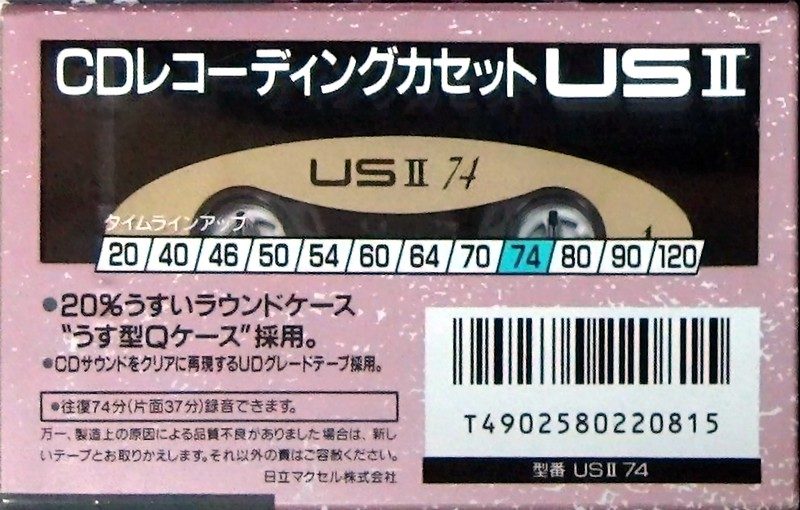 CDレコーディングカセットUSⅡ
USⅡ 74
1
タイムラインアップ
20 40 46 50 54 60 64 70 74 80 90 120
●20%うすいラウンドケース
"うす型Qケース"採用。
●CDサウンドをクリアに再現するUDグレードテープ採用。
●往復74分(片面37分)録音できます。
万一、製造上の原因による品質不良がありました場合は、新し
いテープとお取りかえします。それ以外の責はご容赦ください。
日立マクセル株式会社
T4902580220815
型番 USⅡ74